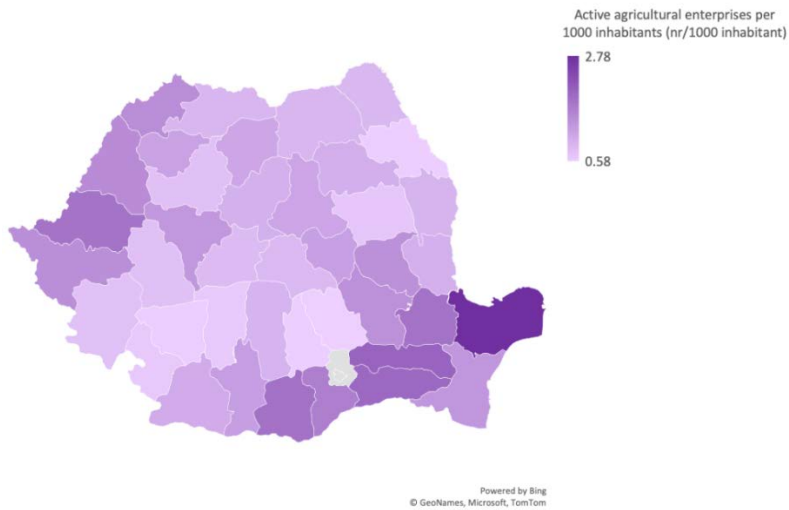 Active agricultural enterprises per
1000 inhabitants (nr/1000 inhabitant)
2.78
0.58
Powered by Bing
© GeoNames, Microsoft, TomTom